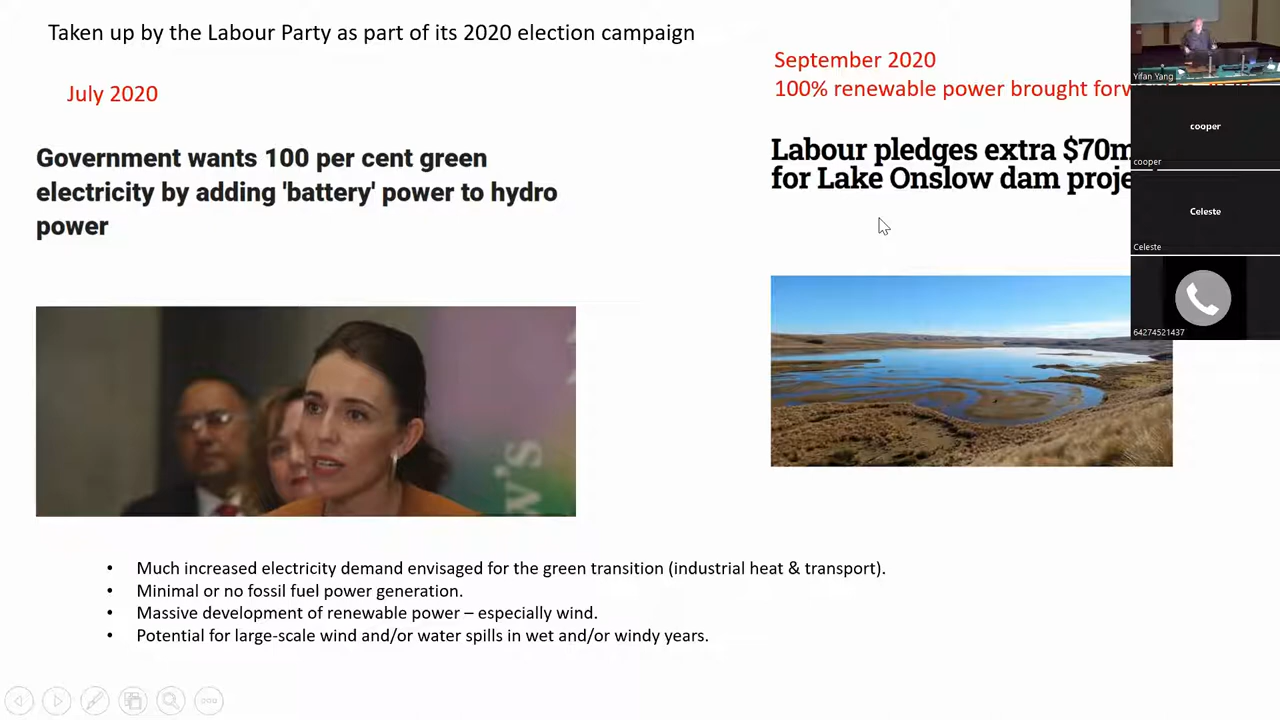 Taken up by the Labour Party as part of its 2020 election campaign
July 2020
Government wants 100 per cent green
electricity by adding 'battery' power to hydro
power
September 2020
100% renewable power brought
Labour pledges extra $70m
for Lake Onslow dam
w's
• Much increased electricity demand envisaged for the green transition (industrial heat & transport).
• Minimal or no fossil fuel power generation.
• Massive development of renewable power – especially wind.
• Potential for large-scale wind and/or water spills in wet and/or windy years.
Yifan Yang
cooper
cooper
Celeste
Celeste
64274521437